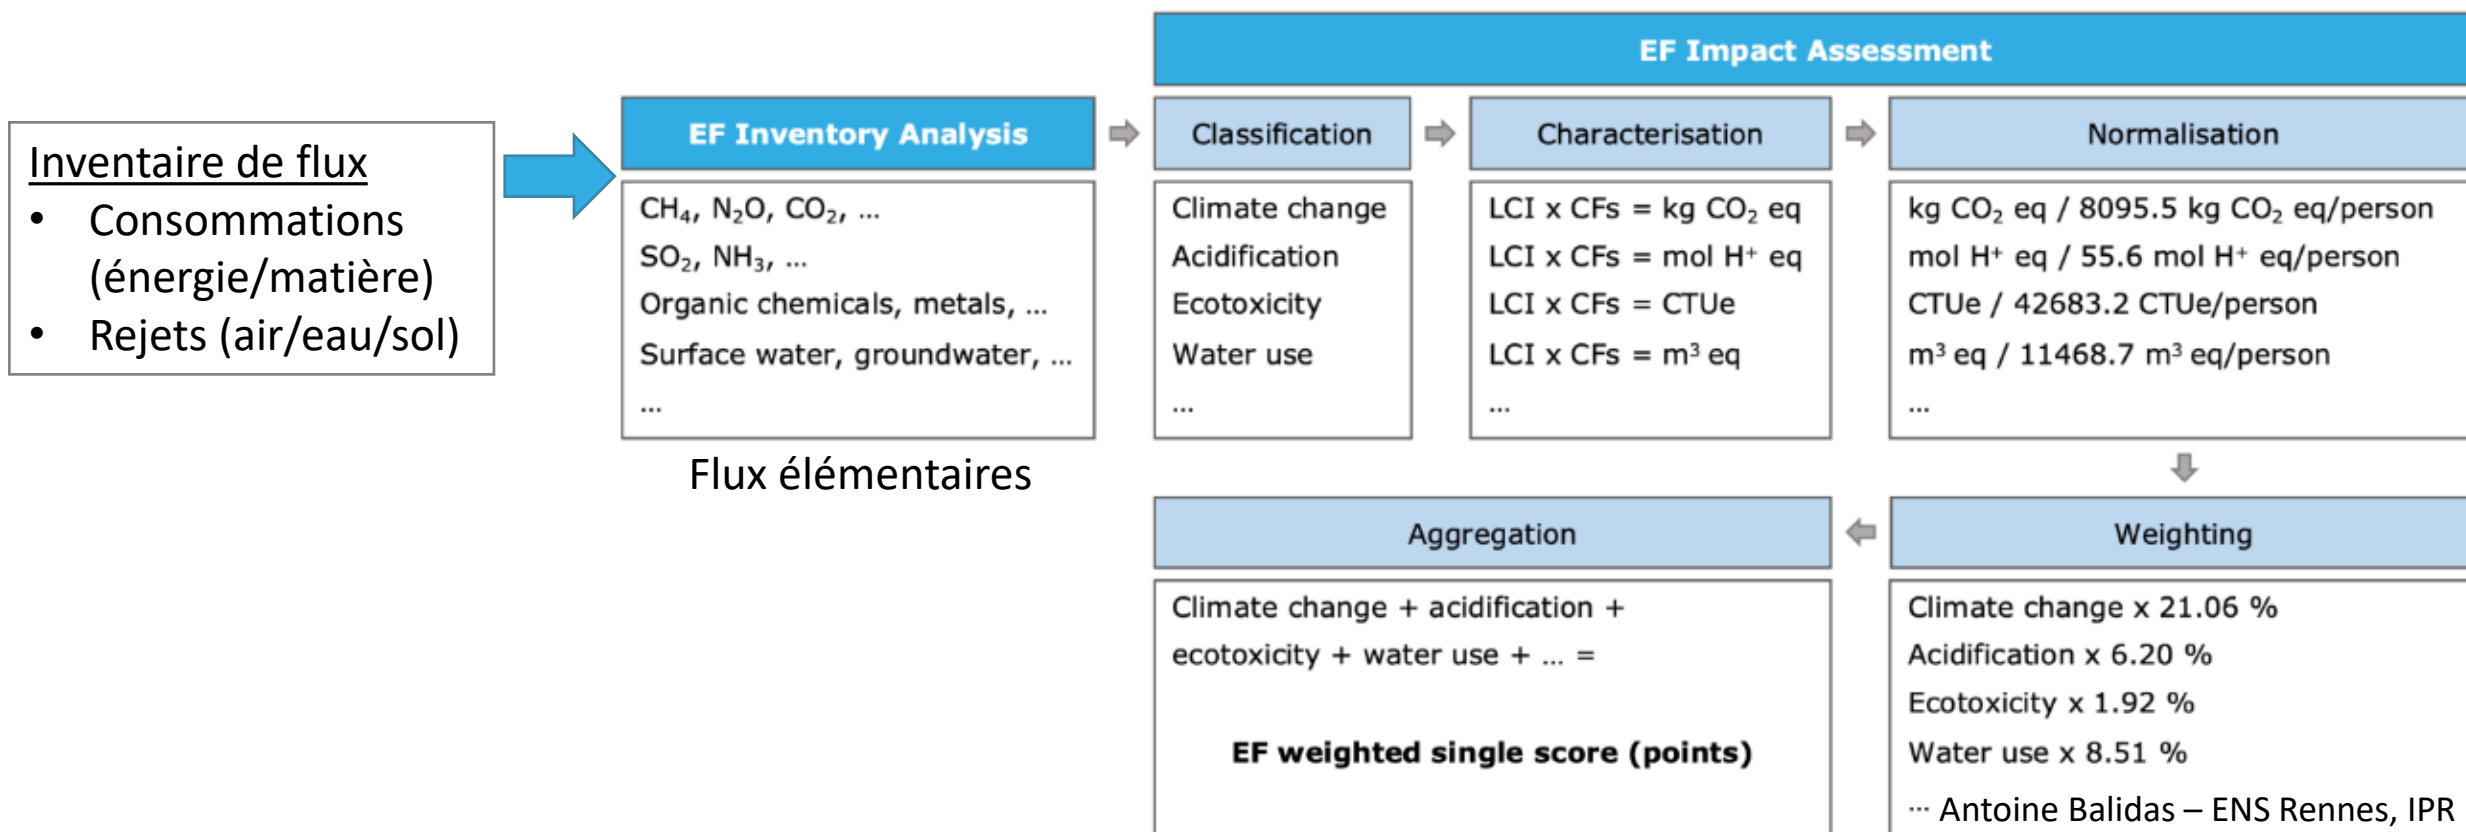 EF Impact Assessment
Inventaire de flux
• Consommations
(énergie/matière)
• Rejets (air/eau/sol)
EF Inventory Analysis
CH₄, N₂O, CO₂, ...
SO₂, NH₃, ...
Organic chemicals, metals, ...
Surface water, groundwater, ...
...
Flux élémentaires
Classification
Climate change
Acidification
Ecotoxicity
Water use
...
Characterisation
LCI x CFs = kg CO₂ eq
LCI x CFs = mol H⁺ eq
LCI x CFs = CTUe
LCI x CFs = m³ eq
...
Normalisation
kg CO₂ eq / 8095.5 kg CO₂ eq/person
mol H⁺ eq / 55.6 mol H⁺ eq/person
CTUe / 42683.2 CTUe/person
m³ eq / 11468.7 m³ eq/person
...
Weighting
Climate change x 21.06 %
Acidification x 6.20 %
Ecotoxicity x 1.92 %
Water use x 8.51 %
...
Aggregation
Climate change + acidification +
ecotoxicity + water use + ... =
EF weighted single score (points)
Antoine Balidas – ENS Rennes, IPR